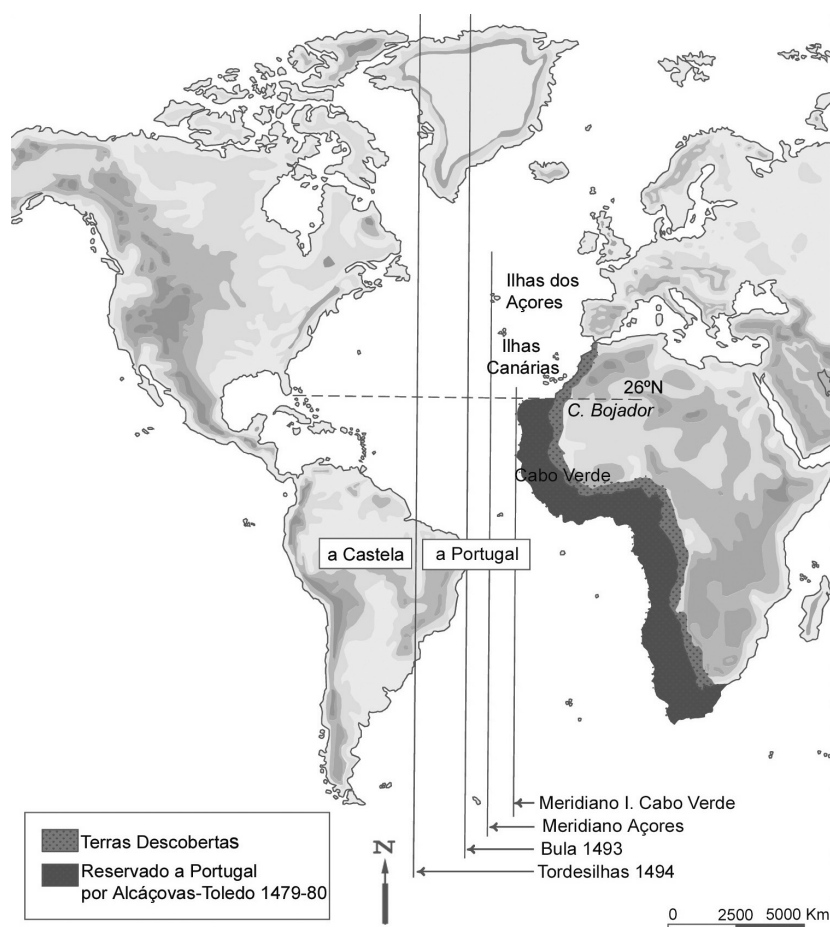 Ilhas dos
Açores
Ilhas
Canárias
26ºN
C. Bojador
Cabo Verde
a Castela
a Portugal
Meridiano I. Cabo Verde
Meridiano Açores
Bula 1493
Tordesilhas 1494
Terras Descobertas
Reservado a Portugal
por Alcáçovas-Toledo 1479-80
N
0 2500 5000 Km